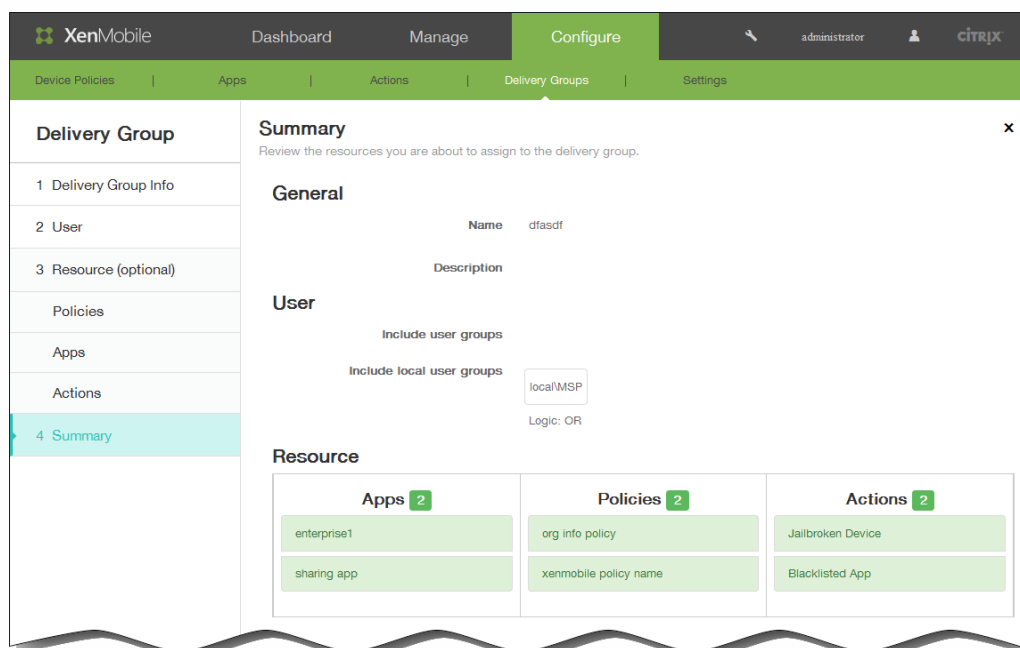 XenMobile Dashboard Manage Configure administrator CITRIX
Device Policies | Apps | Actions | Delivery Groups | Settings
Delivery Group
1 Delivery Group Info
2 User
3 Resource (optional)
Policies
Apps
Actions
4 Summary
Summary x
Review the resources you are about to assign to the delivery group.
General
Name dfasdf
Description
User
Include user groups
Include local user groups local\MSP
Logic: OR
Resource
Apps 2 Policies 2 Actions 2
enterprise1 org info policy Jailbroken Device
sharing app xenmobile policy name Blacklisted App